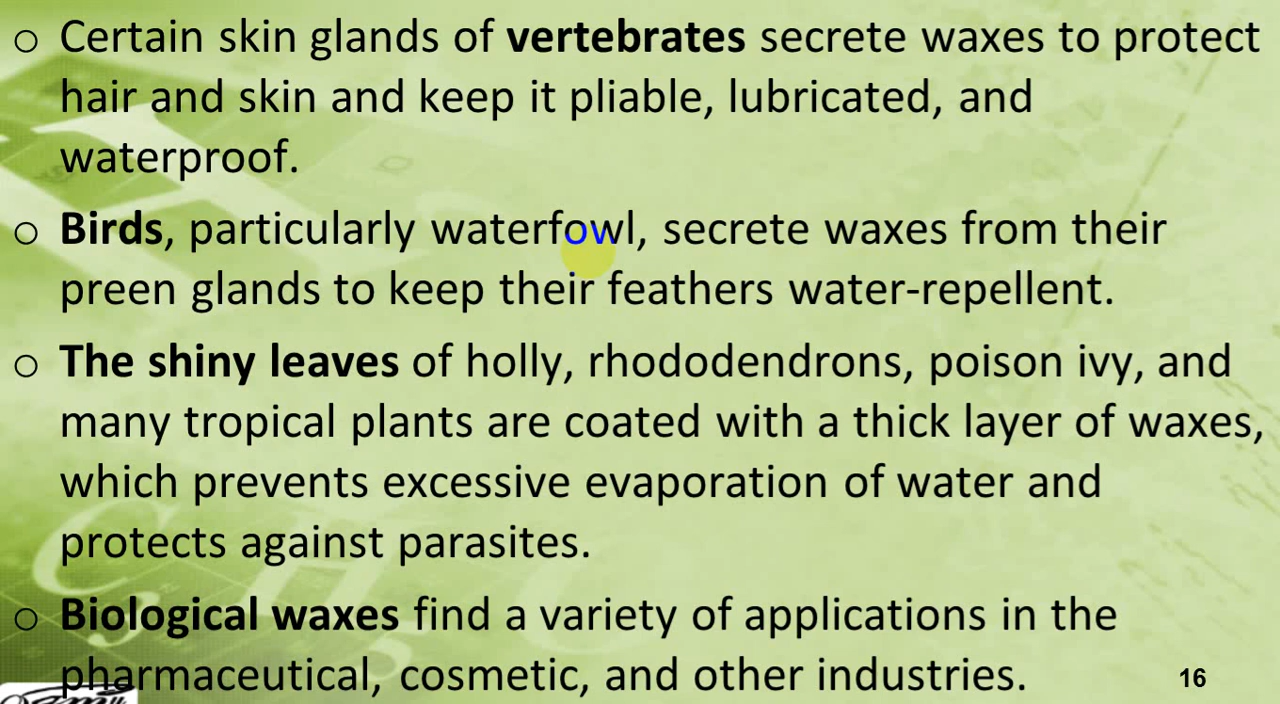 o Certain skin glands of vertebrates secrete waxes to protect
hair and skin and keep it pliable, lubricated, and
waterproof.
o Birds, particularly waterfowl, secrete waxes from their
preen glands to keep their feathers water-repellent.
o The shiny leaves of holly, rhododendrons, poison ivy, and
many tropical plants are coated with a thick layer of waxes,
which prevents excessive evaporation of water and
protects against parasites.
o Biological waxes find a variety of applications in the
pharmaceutical, cosmetic, and other industries.
16